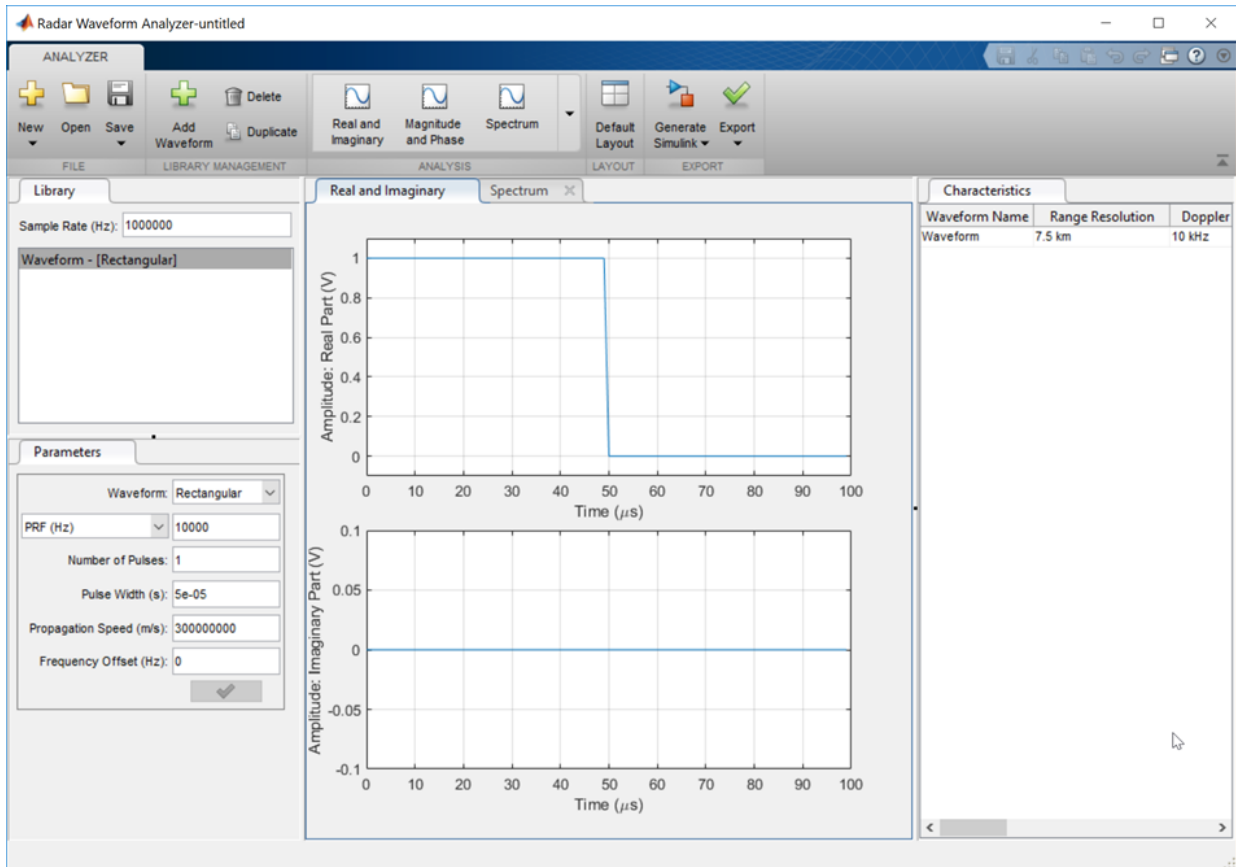 Radar Waveform Analyzer-untitled
ANALYZER
New
Open
Save
Add Waveform
Delete
Duplicate
Real and Imaginary
Magnitude and Phase
Spectrum
Default Layout
Generate Simulink
Export
FILE
LIBRARY MANAGEMENT
ANALYSIS
LAYOUT
EXPORT
Library
Sample Rate (Hz): 1000000
Waveform - [Rectangular]
Parameters
Waveform: Rectangular
PRF (Hz) 10000
Number of Pulses: 1
Pulse Width (s): 5e-05
Propagation Speed (m/s): 300000000
Frequency Offset (Hz): 0
Real and Imaginary
Spectrum
Amplitude: Real Part (V)
1
0.8
0.6
0.4
0.2
0
0 10 20 30 40 50 60 70 80 90 100
Time (μs)
Amplitude: Imaginary Part (V)
0.1
0.05
0
-0.05
-0.1
0 10 20 30 40 50 60 70 80 90 100
Time (μs)
Characteristics
Waveform Name Range Resolution Doppler
Waveform 7.5 km 10 kHz